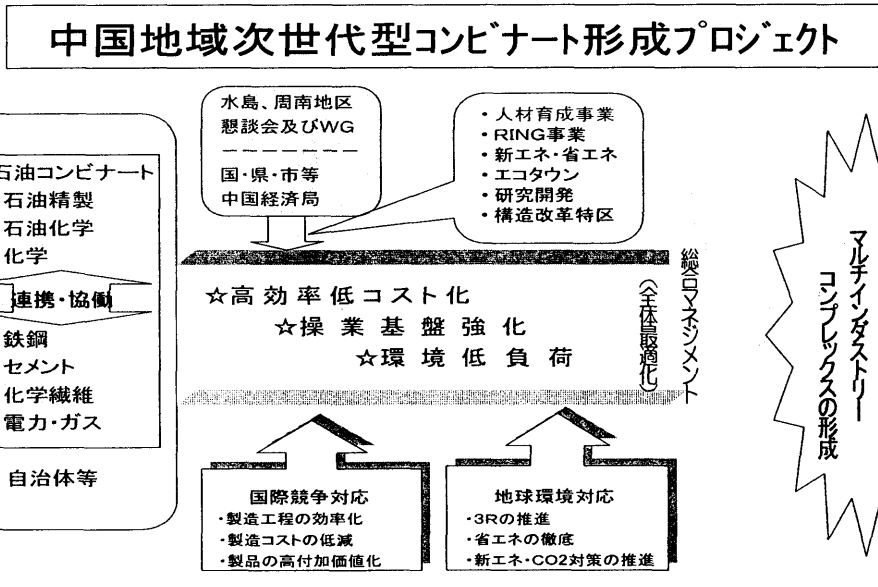 中国地域次世代型コンビナート形成プロジェクト
水島、周南地区
懇談会及びWG
国・県・市等
中国経済局
・人材育成事業
・RING事業
・新エネ・省エネ
・エコタウン
・研究開発
・構造改革特区
石油コンビナート
石油精製
石油化学
化学
連携・協働
鉄鋼
セメント
化学繊維
電力・ガス
自治体等
☆高効率低コスト化
☆操業基盤強化
☆環境低負荷
総合マネジメント
(全体最適化)
マルチインダストリー
コンプレックスの形成
国際競争対応
・製造工程の効率化
・製造コストの低減
・製品の高付加価値化
地球環境対応
・3Rの推進
・省エネの徹底
・新エネ・CO2対策の推進